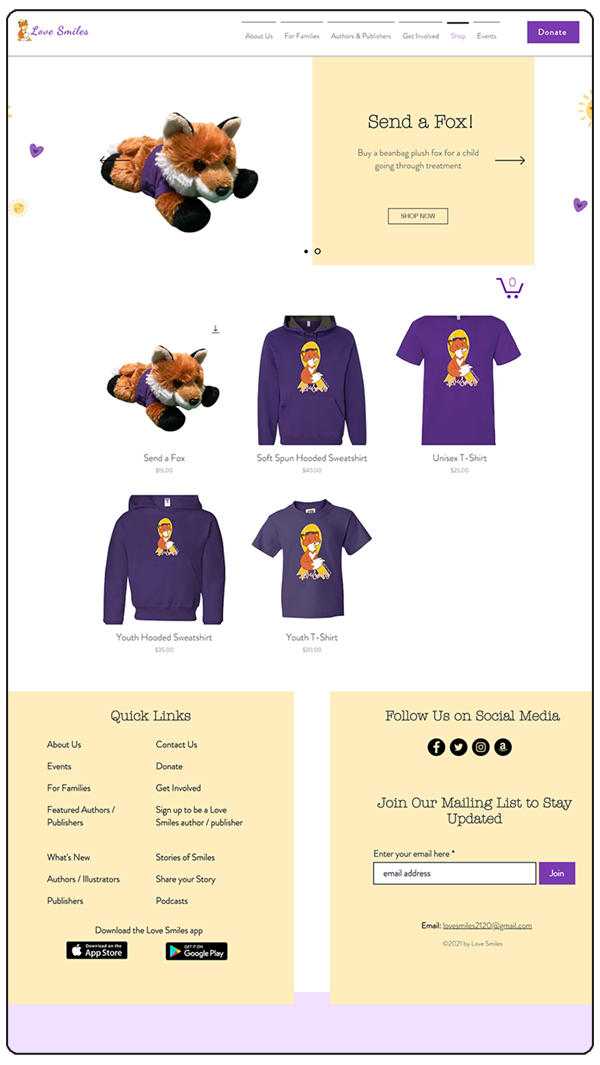 Love Smiles
About Us
For Families
Authors & Publishers
Get Involved
Shop
Events
Donate
Send a Fox!
Buy a beanbag plush fox for a child
going through treatment
SHOP NOW
0
Send a Fox
$15.00
Soft Spun Hooded Sweatshirt
$40.00
Unisex T-Shirt
$25.00
Youth Hooded Sweatshirt
$35.00
Youth T-Shirt
$20.00
Quick Links
About Us
Contact Us
Events
Donate
For Families
Get Involved
Featured Authors /
Publishers
Sign up to be a Love
Smiles author / publisher
What's New
Stories of Smiles
Authors / Illustrators
Share your Story
Publishers
Podcasts
Download the Love Smiles app
Download on the
App Store
GET IT ON
Google Play
Follow Us on Social Media
Join Our Mailing List to Stay
Updated
Enter your email here *
email address
Join
Email: lovesmiles2120@gmail.com
©2021 by Love Smiles